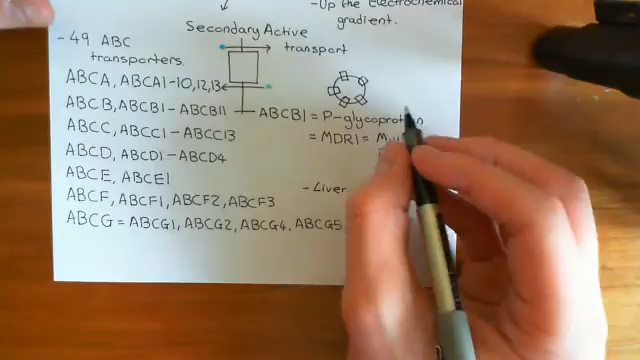 -Up the Electrochemical
gradient.
Secondary Active
transport
- 49 ABC
transporters.
ABCA, ABCA1-10,12,13
ABCB, ABCB1 - ABCB11
ABCB1 = P-glycoprotein
ABCC, ABCC1 - ABCC13
= MDR1 =
ABCD, ABCD1 - ABCD4
ABCE, ABCE1
- Liver
ABCF, ABCF1, ABCF2, ABCF3
ABCG = ABCG1, ABCG2, ABCG4, ABCG5,